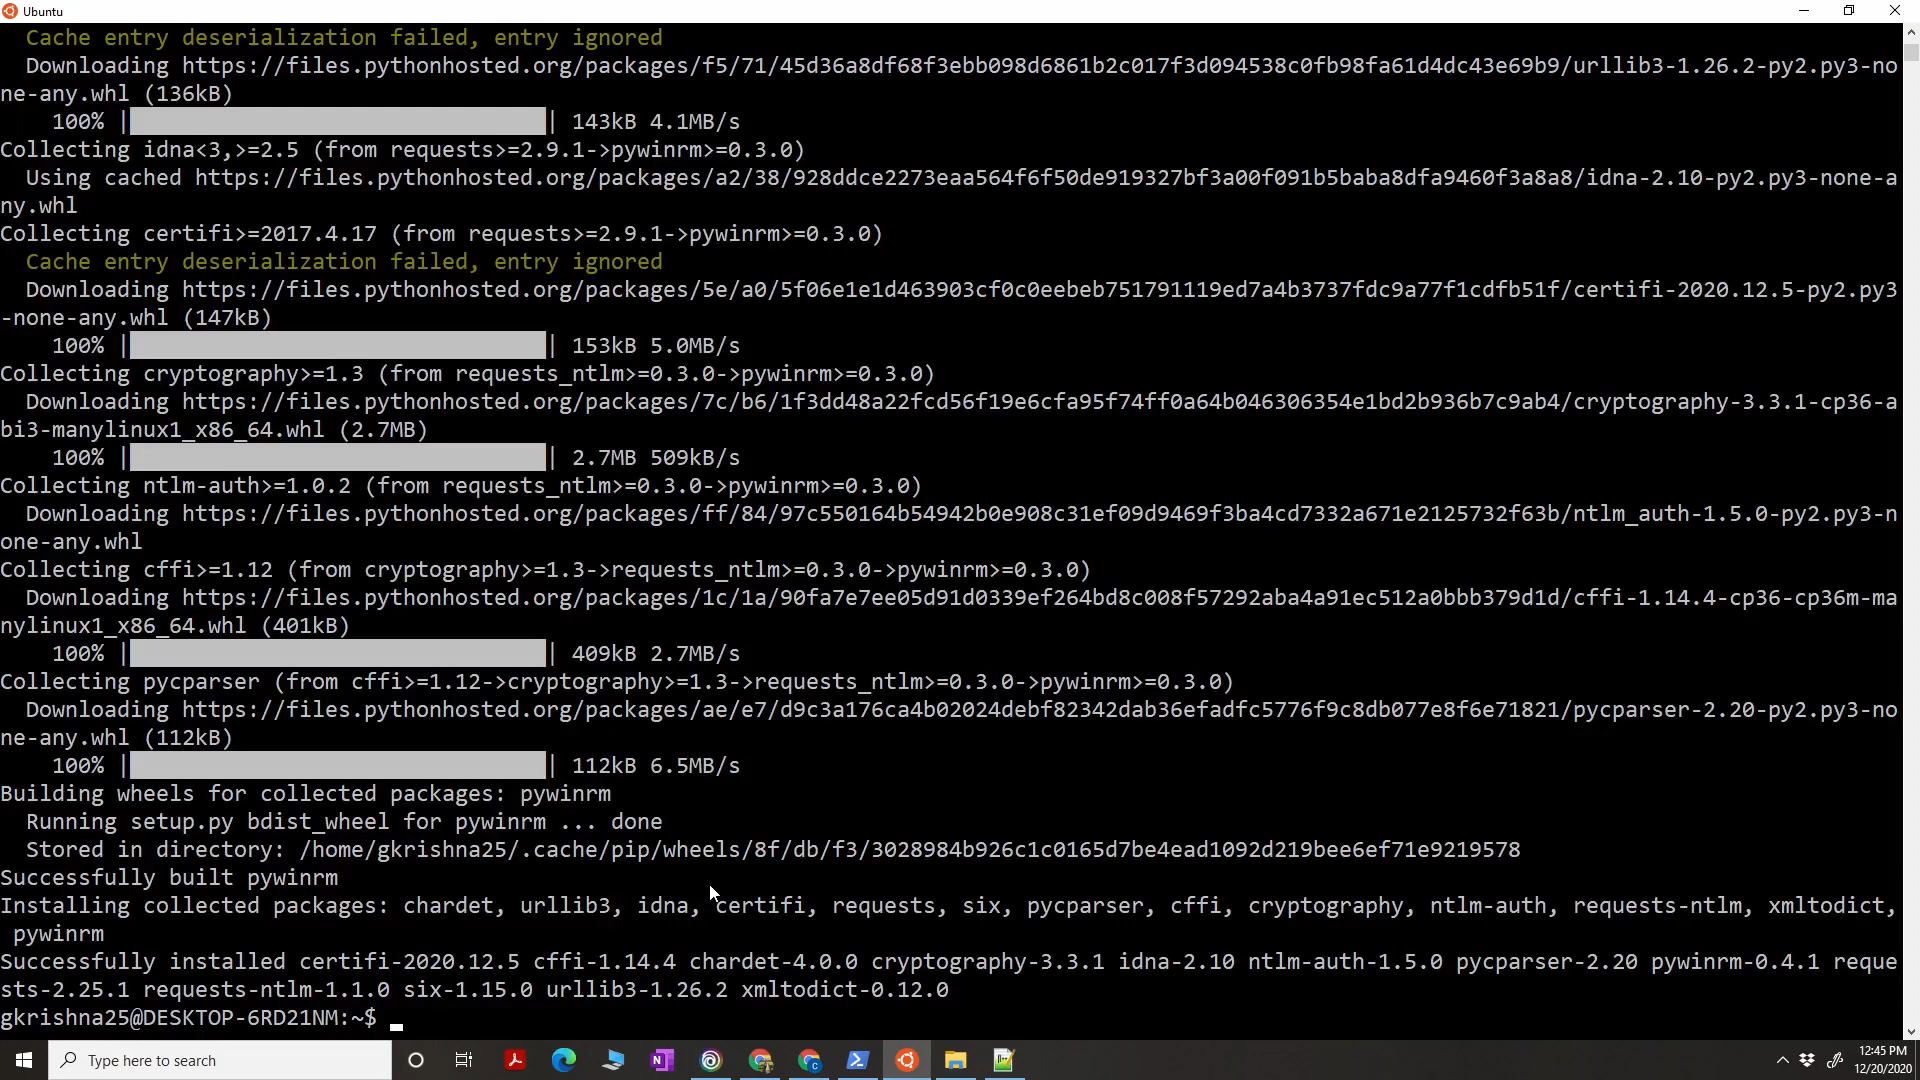 Ubuntu
Cache entry deserialization failed, entry ignored
Downloading https://files.pythonhosted.org/packages/f5/71/45d36a8df68f3ebb098d6861b2c017f3d094538c0fb98fa61d4dc43e69b9/urllib3-1.26.2-py2.py3-no
ne-any.whl (136kB)
100% | | 143kB 4.1MB/s
Collecting idna<3,>=2.5 (from requests>=2.9.1->pywinrm>=0.3.0)
Using cached https://files.pythonhosted.org/packages/a2/38/928ddce2273eaa564f6f50de919327bf3a00f091b5baba8dfa9460f3a8a8/idna-2.10-py2.py3-none-a
ny.whl
Collecting certifi>=2017.4.17 (from requests>=2.9.1->pywinrm>=0.3.0)
Cache entry deserialization failed, entry ignored
Downloading https://files.pythonhosted.org/packages/5e/a0/5f06e1e1d463903cf0c0eebeb751791119ed7a4b3737fdc9a77f1cdfb51f/certifi-2020.12.5-py2.py3
-none-any.whl (147kB)
100% | | 153kB 5.0MB/s
Collecting cryptography>=1.3 (from requests_ntlm>=0.3.0->pywinrm>=0.3.0)
Downloading https://files.pythonhosted.org/packages/7c/b6/1f3dd48a22fcd56f19e6cfa95f74ff0a64b046306354e1bd2b936b7c9ab4/cryptography-3.3.1-cp36-a
bi3-manylinux1_x86_64.whl (2.7MB)
100% | | 2.7MB 509kB/s
Collecting ntlm-auth>=1.0.2 (from requests_ntlm>=0.3.0->pywinrm>=0.3.0)
Downloading https://files.pythonhosted.org/packages/ff/84/97c550164b54942b0e908c31ef09d9469f3ba4cd7332a671e2125732f63b/ntlm_auth-1.5.0-py2.py3-n
one-any.whl
Collecting cffi>=1.12 (from cryptography>=1.3->requests_ntlm>=0.3.0->pywinrm>=0.3.0)
Downloading https://files.pythonhosted.org/packages/1c/1a/90fa7e7ee05d91d0339ef264bd8c008f57292aba4a91ec512a0bbb379d1d/cffi-1.14.4-cp36-cp36m-ma
nylinux1_x86_64.whl (401kB)
100% | | 409kB 2.7MB/s
Collecting pycparser (from cffi>=1.12->cryptography>=1.3->requests_ntlm>=0.3.0->pywinrm>=0.3.0)
Downloading https://files.pythonhosted.org/packages/ae/e7/d9c3a176ca4b02024debf82342dab36efadfc5776f9c8db077e8f6e71821/pycparser-2.20-py2.py3-no
ne-any.whl (112kB)
100% | | 112kB 6.5MB/s
Building wheels for collected packages: pywinrm
Running setup.py bdist_wheel for pywinrm ... done
Stored in directory: /home/gkrishna25/.cache/pip/wheels/8f/db/f3/3028984b926c1c0165d7be4ead1092d219bee6ef71e9219578
Successfully built pywinrm
Installing collected packages: chardet, urllib3, idna, certifi, requests, six, pycparser, cffi, cryptography, ntlm-auth, requests-ntlm, xmltodict,
pywinrm
Successfully installed certifi-2020.12.5 cffi-1.14.4 chardet-4.0.0 cryptography-3.3.1 idna-2.10 ntlm-auth-1.5.0 pycparser-2.20 pywinrm-0.4.1 reque
sts-2.25.1 requests-ntlm-1.1.0 six-1.15.0 urllib3-1.26.2 xmltodict-0.12.0
gkrishna25@DESKTOP-6RD21NM:~$
Type here to search
12:45 PM
12/20/2020